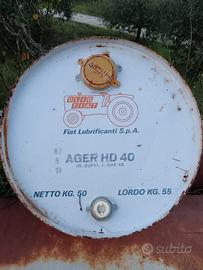 OLIO
FIAT
Fiat Lubrificanti S.p.A.
AGER HD 40
NETTO KG. 50
LORDO KG. 55
subito